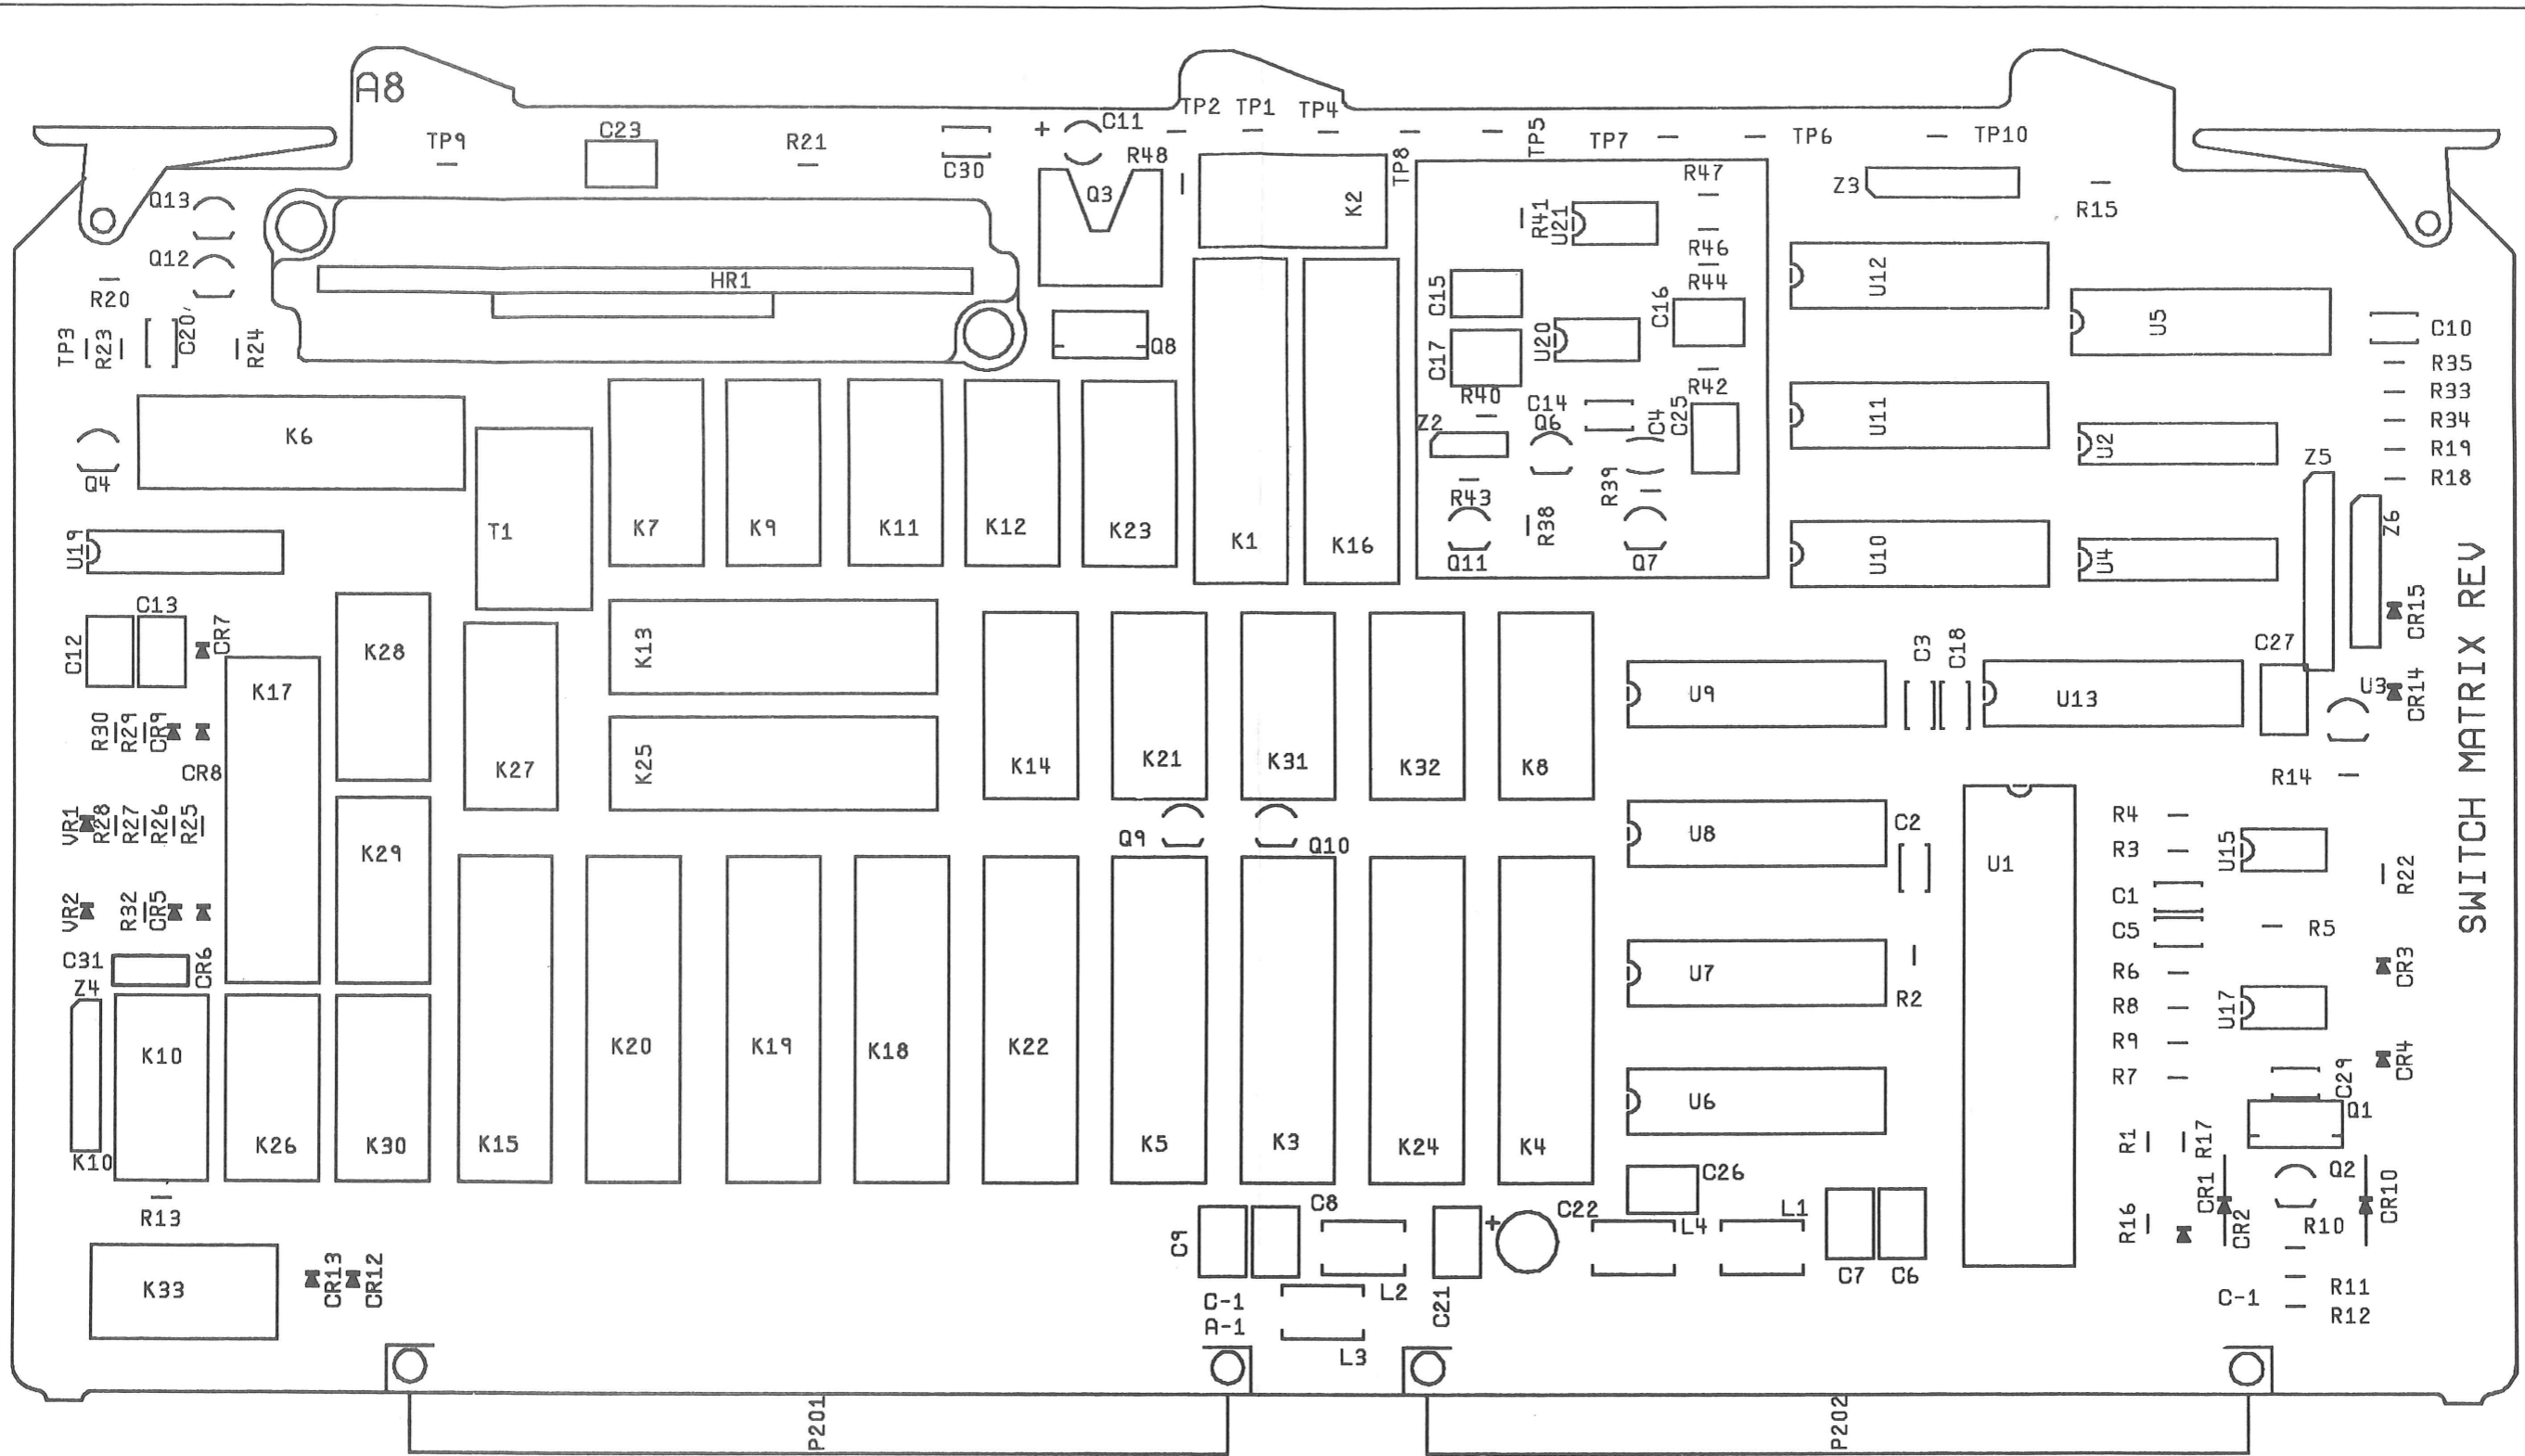 A8
TP2 TP1 TP4
C11
TP9
C23
R21
C30
+
R48
TP8
TP5
TP7
TP6
TP10
Q13
Q3
K2
R47
Z3
R15
R41
U21
Q12
R20
HR1
R46
R44
U12
C15
C16
U5
TP3
R23
C20
R24
Q8
C17
U20
C10
R35
R42
R33
R40
C14
Q6
C4
C25
U11
R34
Z2
K6
U2
R19
Z5
Q4
R43
R39
R18
U19
T1
K7
K9
K11
K12
K23
K1
K16
R38
Q11
Q7
U10
U4
Z6
SWITCH MATRIX REV
C13
C12
CR7
K28
K13
C3
C18
C27
CR15
K17
U9
U13
U3
CR14
R30
R29
CR9
CR8
K27
K25
K14
K21
K31
K32
K8
R14
VR1
R28
R27
R26
R25
K29
Q9
Q10
U8
C2
U1
R4
R3
U15
R22
VR2
R32
CR5
CR6
C1
C5
R5
C31
Z4
U7
R2
R6
CR3
R8
U17
K10
K20
K19
K18
K22
R9
CR4
R7
C29
U6
Q1
K10
K26
K30
K15
K5
K3
K24
K4
R1
R17
C26
Q2
R13
C9
C8
+
C22
L4
L1
R16
CR1
CR2
R10
CR10
K33
CR13
CR12
C-1
A-1
L2
C21
C7
C6
C-1
R11
R12
L3
P201
P202